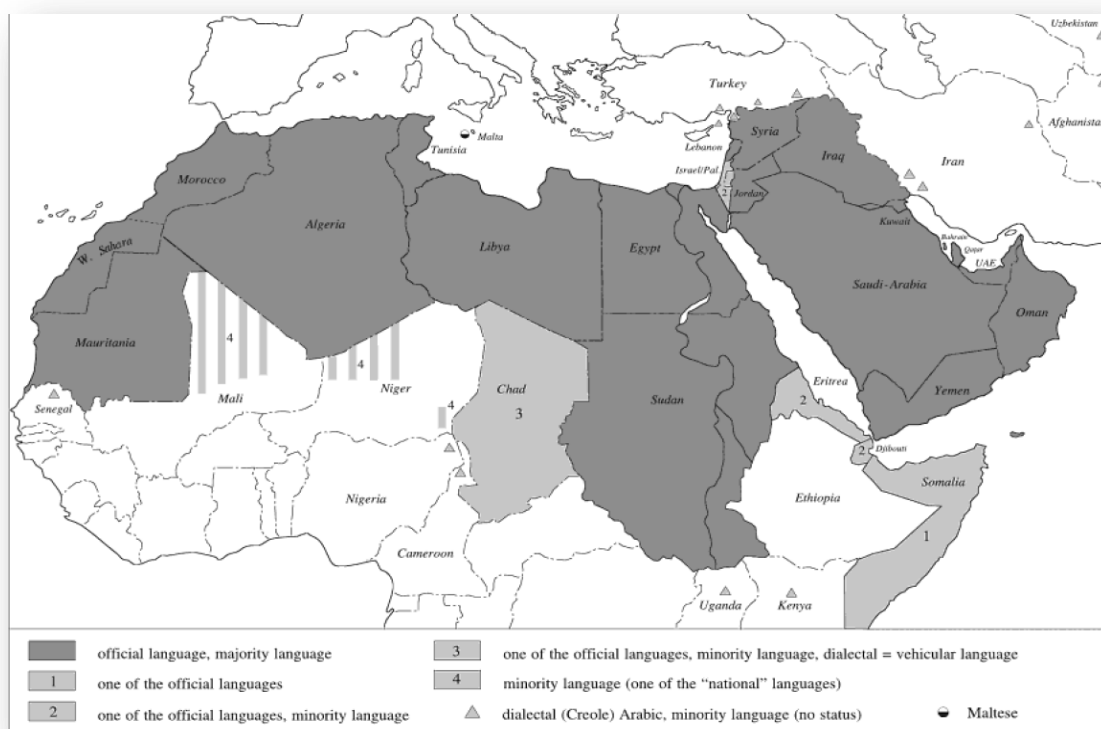 Uzbekistan
Turkey
Afghanistan
Malta
Tunisia
Lebanon
Syria
Iraq
Iran
Israel/Pal.
2
Jordan
Morocco
Algeria
Libya
Egypt
Kuwait
Bahrain
Qatar
UAE
W. Sahara
Saudi-Arabia
Oman
Mauritania
4
4
Mali
Niger
Chad
3
Sudan
Eritrea
2
Yemen
Senegal
4
2
Djibouti
Somalia
Nigeria
Ethiopia
1
Cameroon
Uganda
Kenya
official language, majority language
1 one of the official languages
2 one of the official languages, minority language
3 one of the official languages, minority language, dialectal = vehicular language
4 minority language (one of the “national” languages)
dialectal (Creole) Arabic, minority language (no status)
Maltese